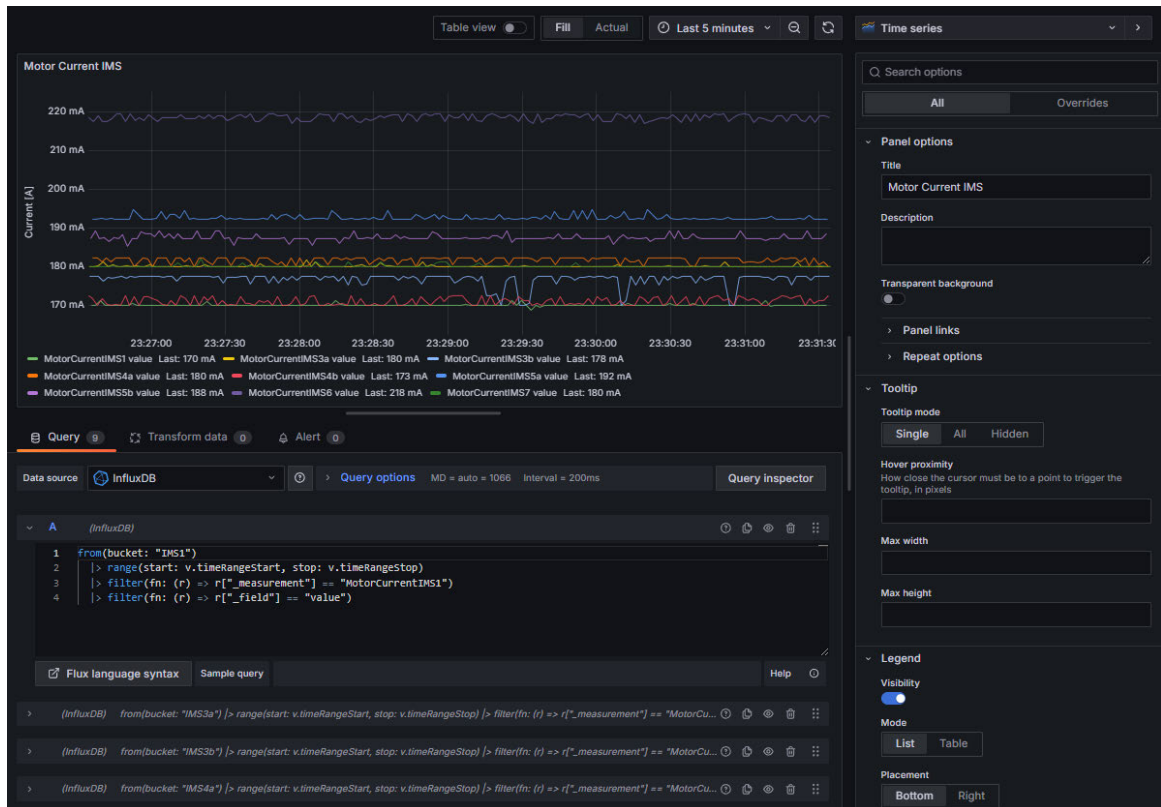 Table view Fill Actual Last 5 minutes
Time series
Motor Current IMS
220 mA
210 mA
200 mA
190 mA
180 mA
170 mA
Current [A]
23:27:00 23:27:30 23:28:00 23:28:30 23:29:00 23:29:30 23:30:00 23:30:30 23:31:00 23:31:30
MotorCurrentIMS1 value Last: 170 mA MotorCurrentIMS3a value Last: 180 mA MotorCurrentIMS3b value Last: 178 mA
MotorCurrentIMS4a value Last: 180 mA MotorCurrentIMS4b value Last: 173 mA MotorCurrentIMS5a value Last: 192 mA
MotorCurrentIMS5b value Last: 188 mA MotorCurrentIMS6 value Last: 218 mA MotorCurrentIMS7 value Last: 180 mA
Query 9 Transform data 0 Alert 0
Data source InfluxDB Query options MD = auto = 1066 Interval = 200ms Query inspector
A (InfluxDB)
1 from(bucket: "IMS1")
2 |> range(start: v.timeRangeStart, stop: v.timeRangeStop)
3 |> filter(fn: (r) => r["_measurement"] == "MotorCurrentIMS1")
4 |> filter(fn: (r) => r["_field"] == "value")
Flux language syntax Sample query Help
(InfluxDB) from(bucket: "IMS3a") |> range(start: v.timeRangeStart, stop: v.timeRangeStop) |> filter(fn: (r) => r["_measurement"] == "MotorCu...
(InfluxDB) from(bucket: "IMS3b") |> range(start: v.timeRangeStart, stop: v.timeRangeStop) |> filter(fn: (r) => r["_measurement"] == "MotorCu...
(InfluxDB) from(bucket: "IMS4a") |> range(start: v.timeRangeStart, stop: v.timeRangeStop) |> filter(fn: (r) => r["_measurement"] == "MotorCu...
Search options
All Overrides
Panel options
Title
Motor Current IMS
Description
Transparent background
Panel links
Repeat options
Tooltip
Tooltip mode
Single All Hidden
Hover proximity
How close the cursor must be to a point to trigger the
tooltip, in pixels
Max width
Max height
Legend
Visibility
Mode
List Table
Placement
Bottom Right